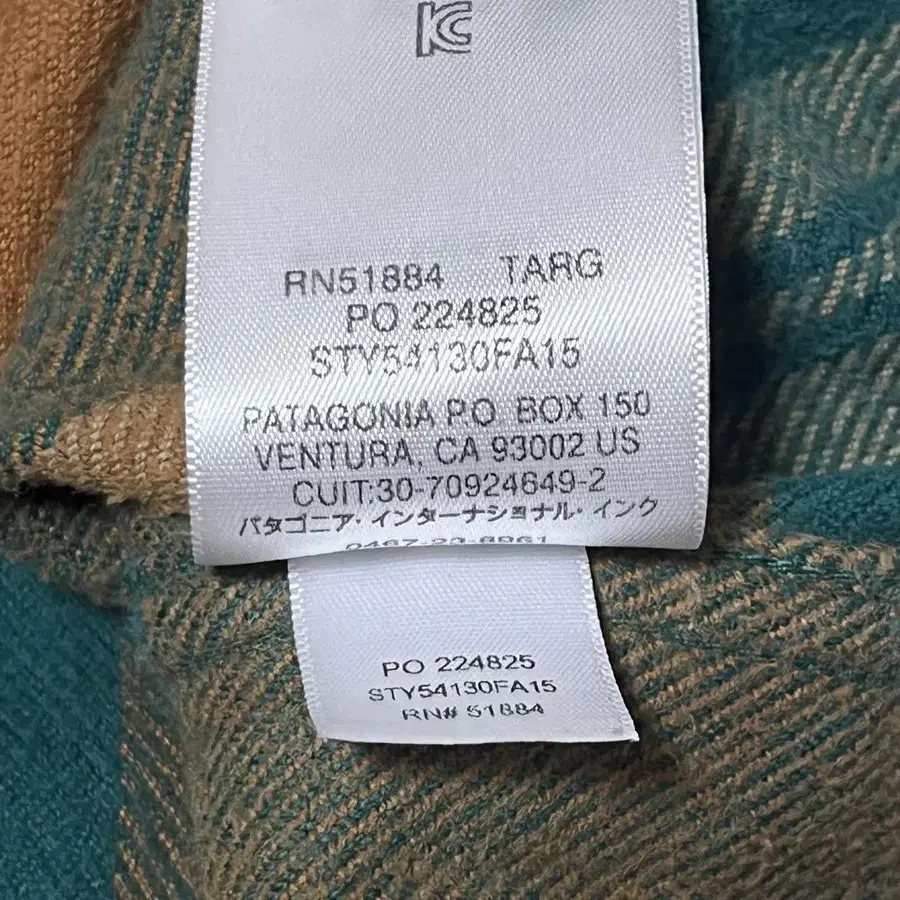 KC
RN51884 TARG
PO 224825
STY54130FA15
PATAGONIA P.O. BOX 150
VENTURA, CA 93002 US
CUIT:30-70924649-2
パタゴニア・インターナショナル・インク
PO 224825
STY54130FA15
RN# 51884